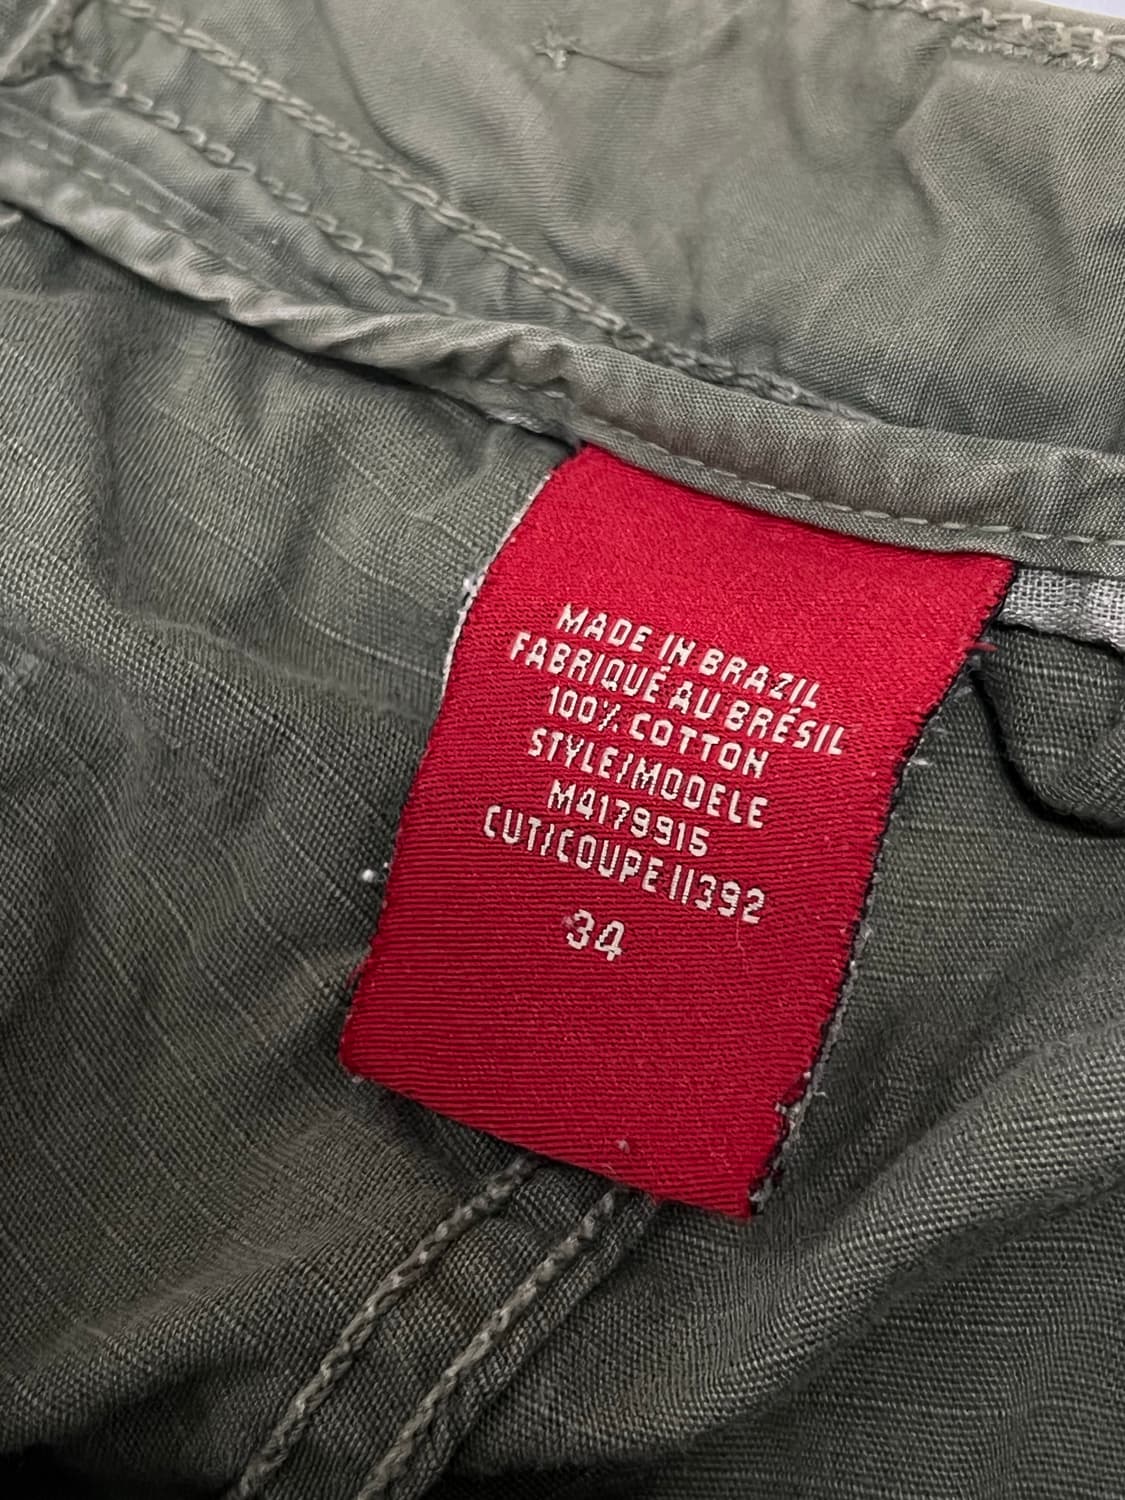 MADE IN BRAZIL
FABRIQUÉ AU BRÉSIL
100% COTTON
STYLE/MODELE
M4179915
CUT/COUPE 11392
34